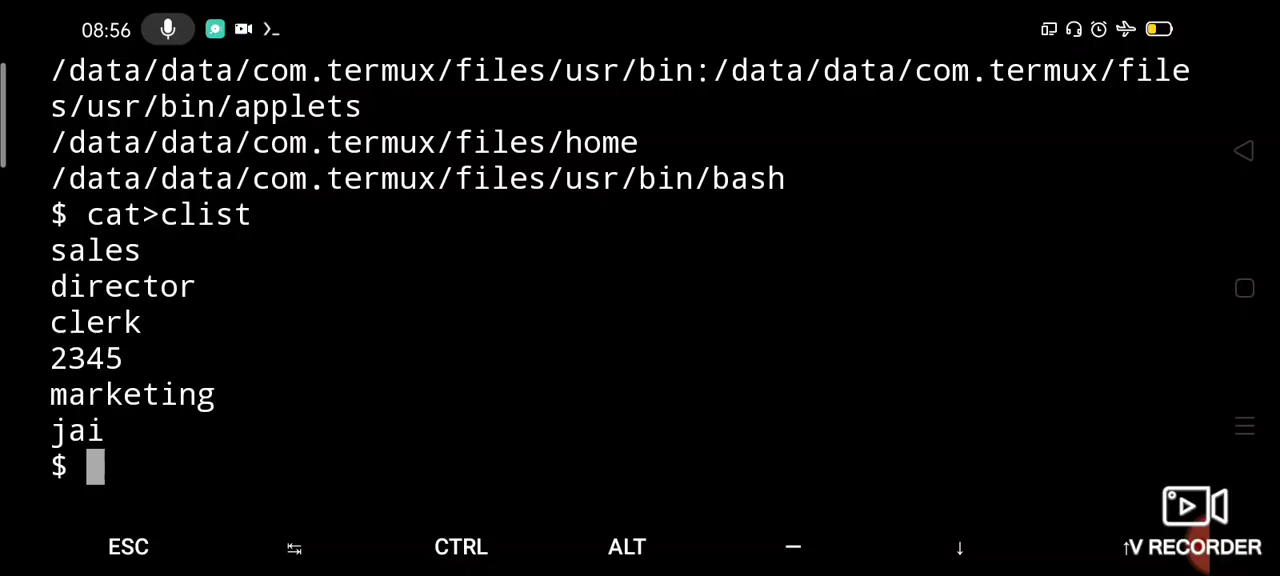 08:56
/data/data/com.termux/files/usr/bin:/data/data/com.termux/file
s/usr/bin/applets
/data/data/com.termux/files/home
/data/data/com.termux/files/usr/bin/bash
$ cat>clist
sales
director
clerk
2345
marketing
jai
$
ESC ⇆ CTRL ALT — ↓ ↑
V RECORDER